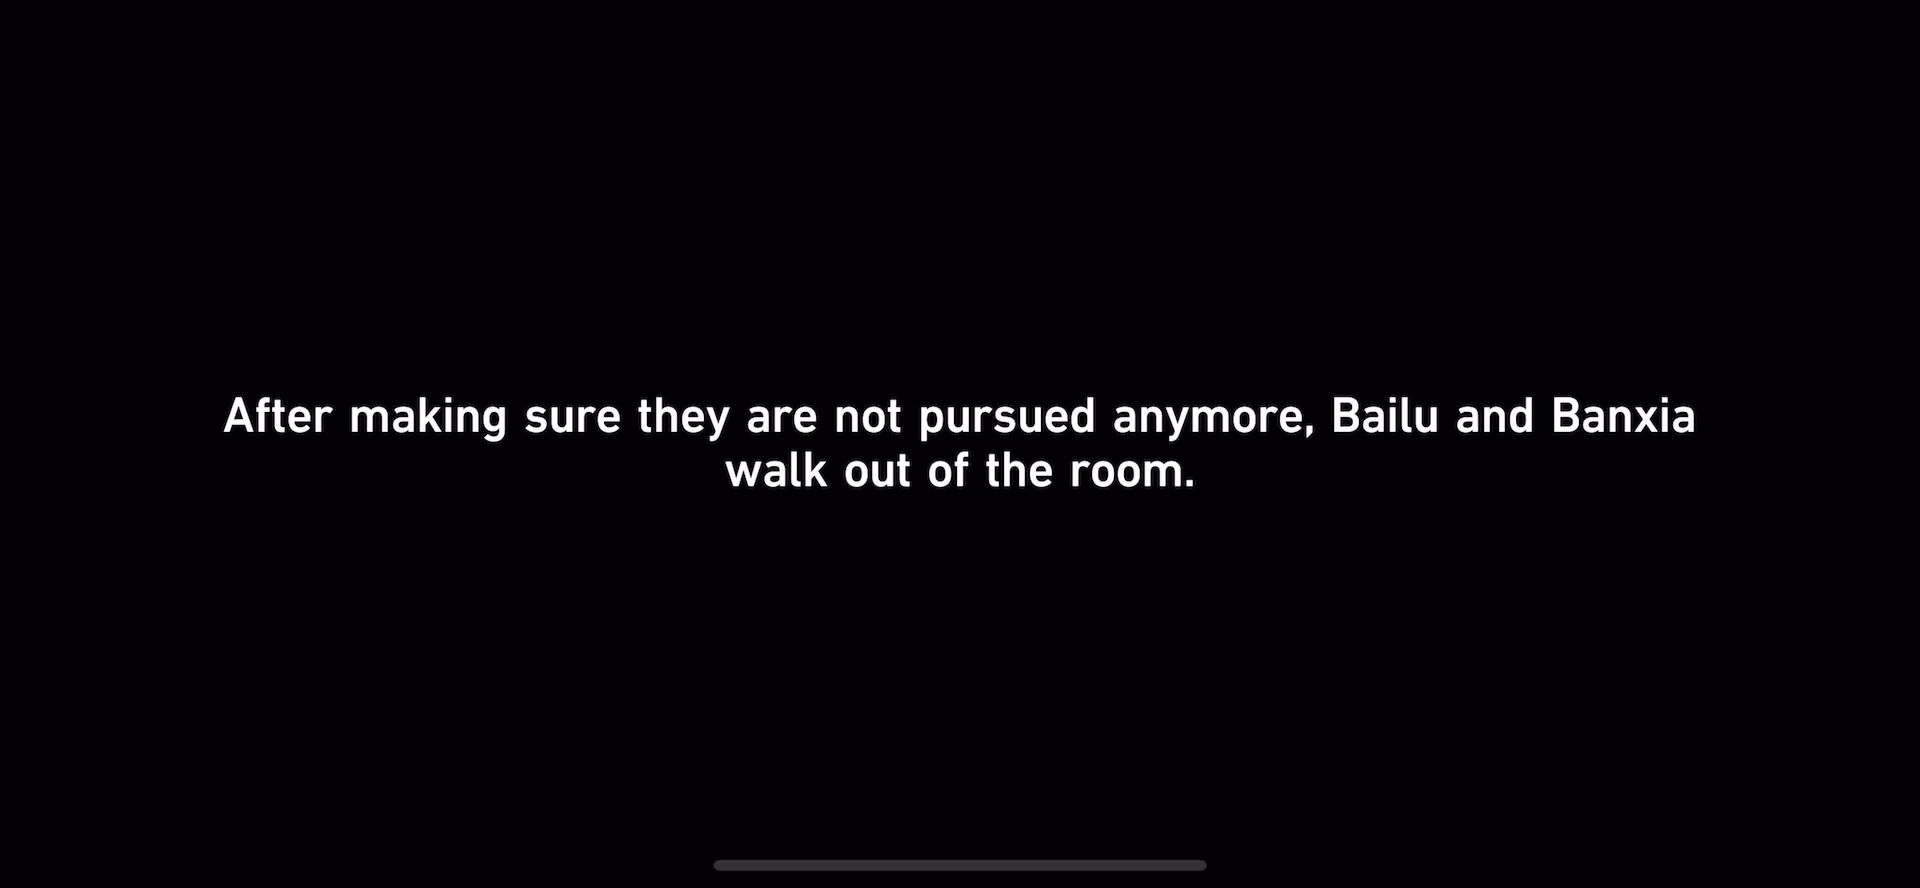 After making sure they are not pursued anymore, Bailu and Banxia
walk out of the room.